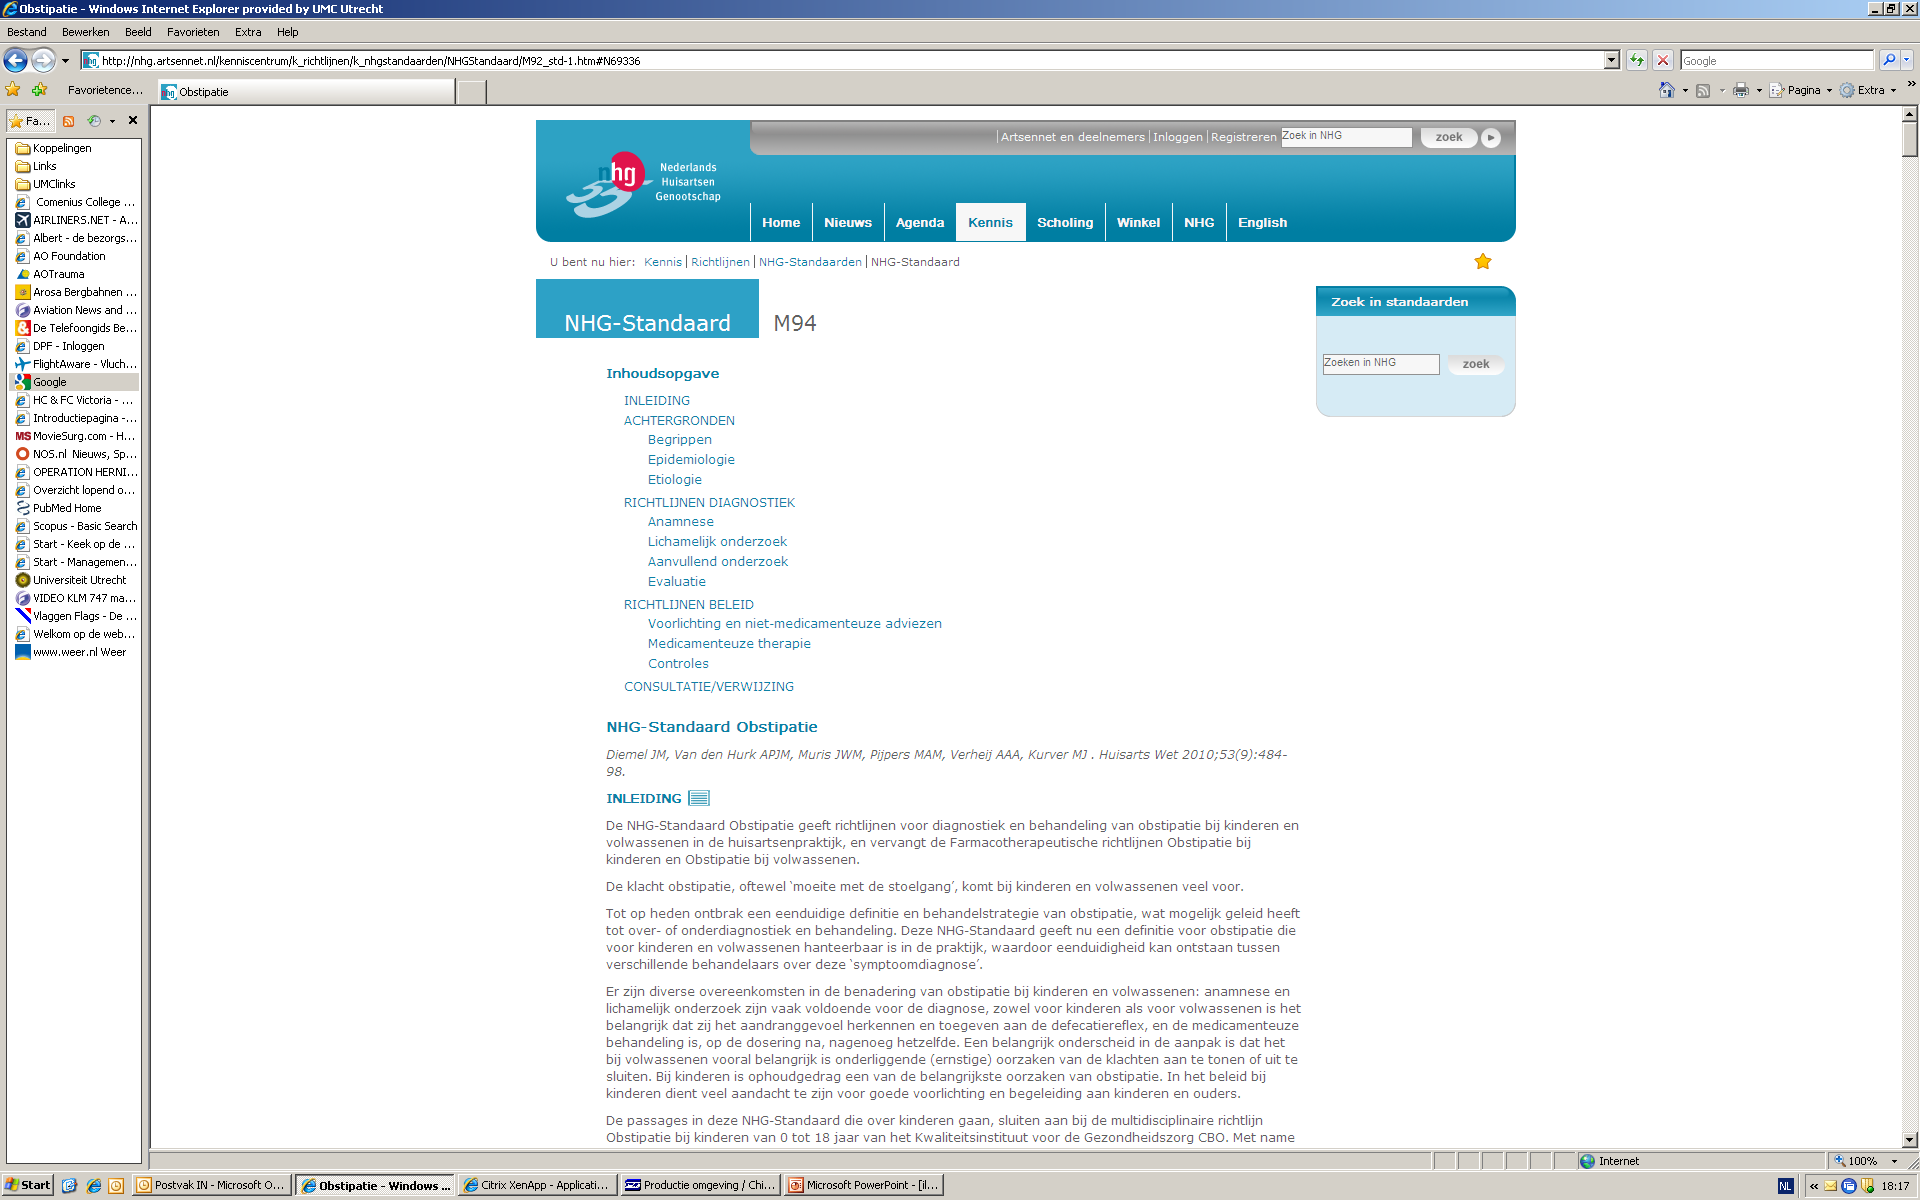 Obstipatie - Windows Internet Explorer provided by UMC Utrecht
Bestand Bewerken Beeld Favorieten Extra Help
http://nhg.artsennet.nl/kenniscentrum/k_richtlijnen/k_nhgstandaarden/NHGStandaard/M92_std-1.htm#N69336
Google
Favorietence...
Obstipatie
Pagina
Extra
Fa...
Koppelingen
Links
UMClinks
Comenius College ...
AIRLINERS.NET - A...
Albert - de bezorgs...
AO Foundation
AOTrauma
Arosa Bergbahnen ...
Aviation News and ...
De Telefoongids Be...
DPF - Inloggen
FlightAware - Vluch...
Google
HC & FC Victoria - ...
Introductiepagina -...
MS MovieSurg.com - H...
NOS.nl Nieuws, Sp...
OPERATION HERNI...
Overzicht lopend o...
PubMed Home
Scopus - Basic Search
Start - Keek op de ...
Start - Managemen...
Universiteit Utrecht
VIDEO KLM 747 ma...
Vlaggen Flags - De ...
Welkom op de web...
www.weer.nl Weer
Artsennet en deelnemers | Inloggen | Registreren Zoek in NHG zoek
nhg
Nederlands
Huisartsen
Genootschap
Home Nieuws Agenda Kennis Scholing Winkel NHG English
U bent nu hier: Kennis | Richtlijnen | NHG-Standaarden | NHG-Standaard
NHG-Standaard M94
Zoek in standaarden
Zoeken in NHG zoek
Inhoudsopgave
INLEIDING
ACHTERGRONDEN
Begrippen
Epidemiologie
Etiologie
RICHTLIJNEN DIAGNOSTIEK
Anamnese
Lichamelijk onderzoek
Aanvullend onderzoek
Evaluatie
RICHTLIJNEN BELEID
Voorlichting en niet-medicamenteuze adviezen
Medicamenteuze therapie
Controles
CONSULTATIE/VERWIJZING
NHG-Standaard Obstipatie
Diemel JM, Van den Hurk APJM, Muris JWM, Pijpers MAM, Verheij AAA, Kurver MJ . Huisarts Wet 2010;53(9):484-
98.
INLEIDING
De NHG-Standaard Obstipatie geeft richtlijnen voor diagnostiek en behandeling van obstipatie bij kinderen en
volwassenen in de huisartsenpraktijk, en vervangt de Farmacotherapeutische richtlijnen Obstipatie bij
kinderen en Obstipatie bij volwassenen.
De klacht obstipatie, oftewel ‘moeite met de stoelgang’, komt bij kinderen en volwassenen veel voor.
Tot op heden ontbrak een eenduidige definitie en behandelstrategie van obstipatie, wat mogelijk geleid heeft
tot over- of onderdiagnostiek en behandeling. Deze NHG-Standaard geeft nu een definitie voor obstipatie die
voor kinderen en volwassenen hanteerbaar is in de praktijk, waardoor eenduidigheid kan ontstaan tussen
verschillende behandelaars over deze ‘symptoomdiagnose’.
Er zijn diverse overeenkomsten in de benadering van obstipatie bij kinderen en volwassenen: anamnese en
lichamelijk onderzoek zijn vaak voldoende voor de diagnose, zowel voor kinderen als voor volwassenen is het
belangrijk dat zij het aandranggevoel herkennen en toegeven aan de defecatiereflex, en de medicamenteuze
behandeling is, op de dosering na, nagenoeg hetzelfde. Een belangrijk onderscheid in de aanpak is dat het
bij volwassenen vooral belangrijk is onderliggende (ernstige) oorzaken van de klachten aan te tonen of uit te
sluiten. Bij kinderen is ophoudgedrag een van de belangrijkste oorzaken van obstipatie. In het beleid bij
kinderen dient veel aandacht te zijn voor goede voorlichting en begeleiding aan kinderen en ouders.
De passages in deze NHG-Standaard die over kinderen gaan, sluiten aan bij de multidisciplinaire richtlijn
Obstipatie bij kinderen van 0 tot 18 jaar van het Kwaliteitsinstituut voor de Gezondheidszorg CBO. Met name
Internet 100%
Start Postvak IN - Microsoft O... Obstipatie - Windows ... Citrix XenApp - Applicati... Productie omgeving / Chi... Microsoft PowerPoint - [il... NL 18:17